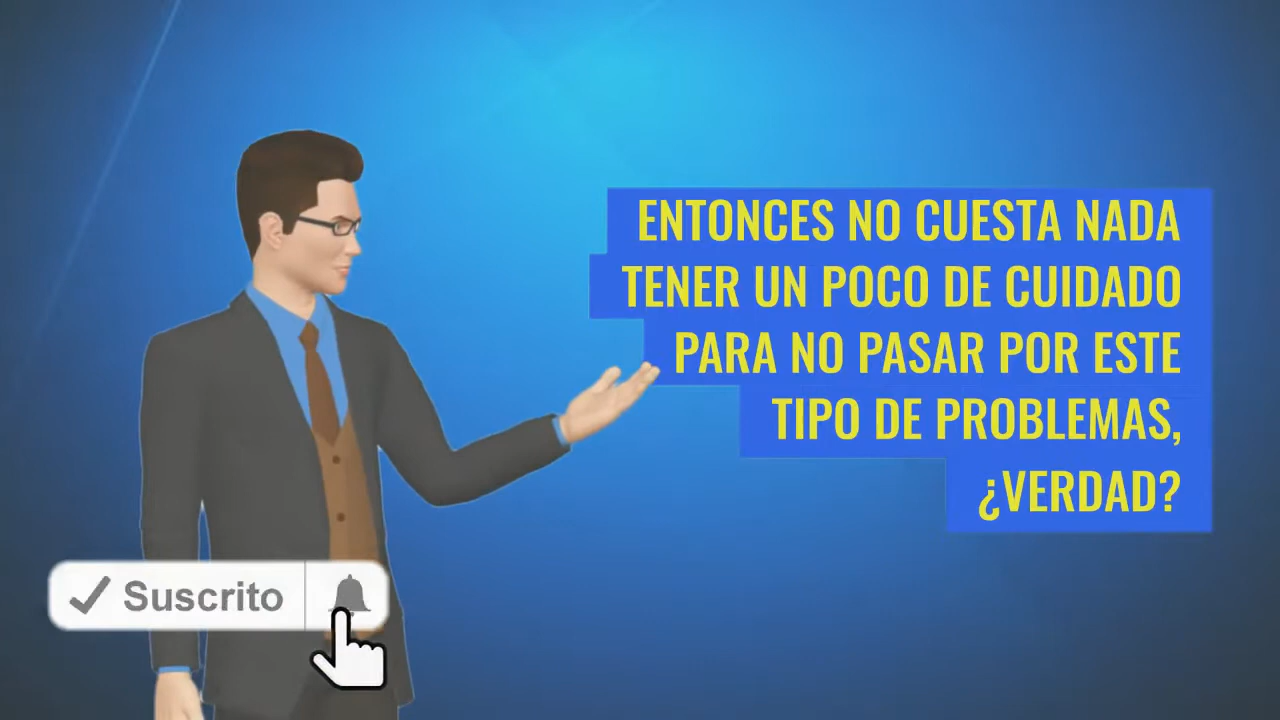 ENTONCES NO CUESTA NADA
TENER UN POCO DE CUIDADO
PARA NO PASAR POR ESTE
TIPO DE PROBLEMAS,
¿VERDAD?
Suscrito